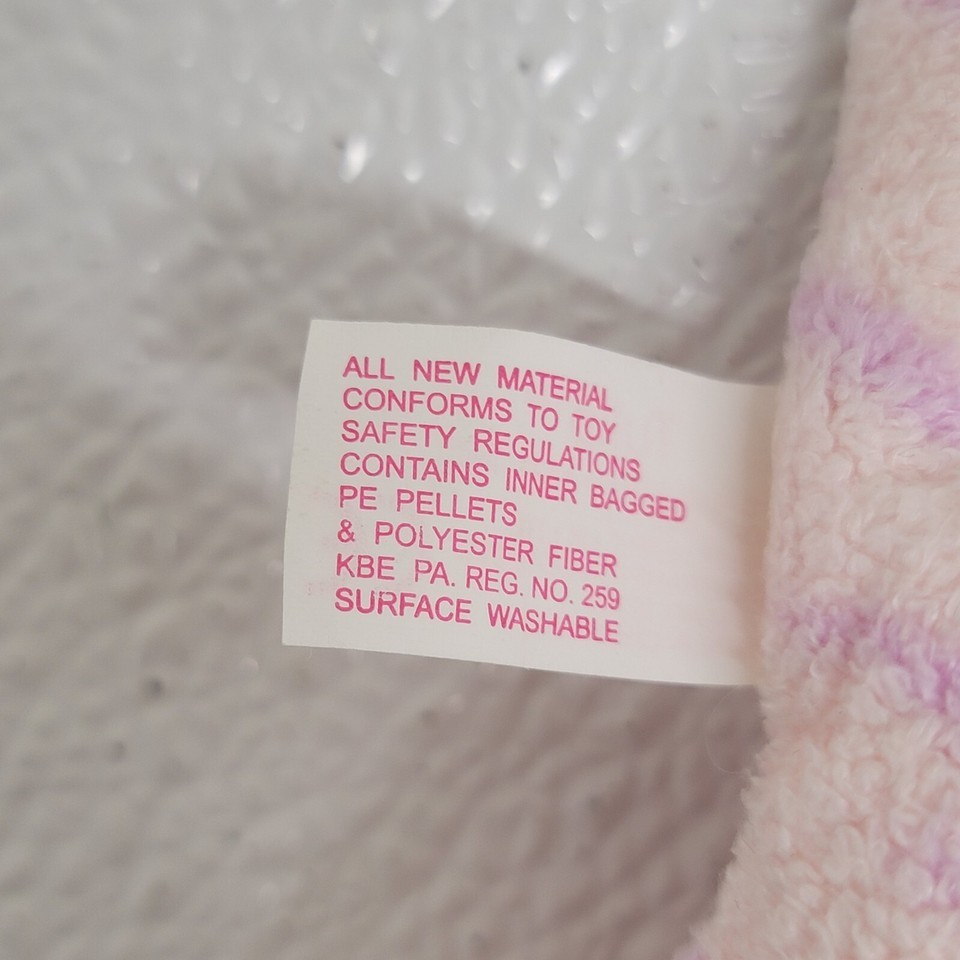 ALL NEW MATERIAL
CONFORMS TO TOY
SAFETY REGULATIONS
CONTAINS INNER BAGGED
PE PELLETS
& POLYESTER FIBER
KBE PA. REG. NO. 259
SURFACE WASHABLE